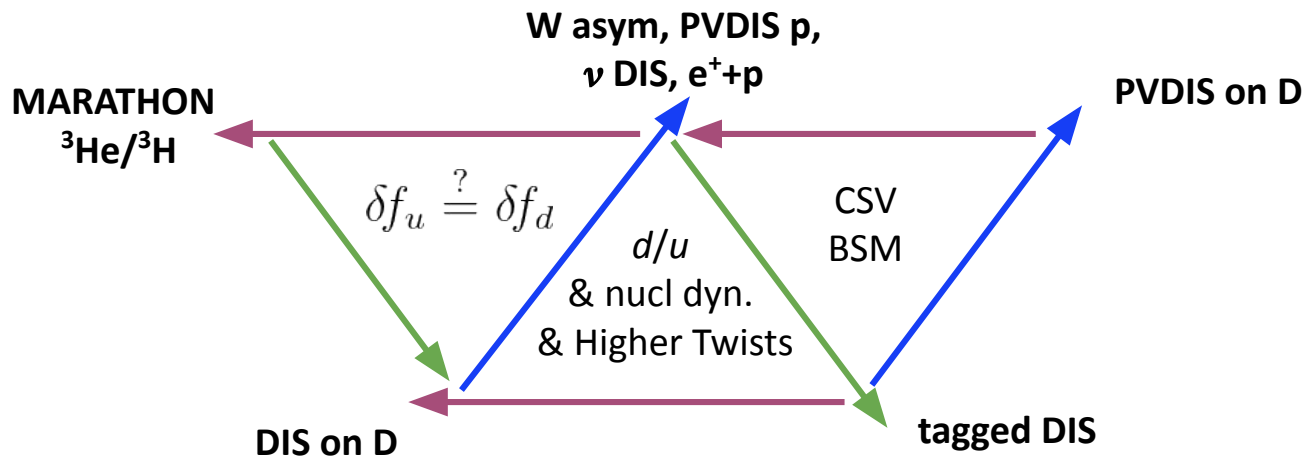 W asym, PVDIS p,
𝝂 DIS, e⁺+p
MARATHON
³He/³H
PVDIS on D
δf_u ≟ δf_d
CSV
BSM
d/u
& nucl dyn.
& Higher Twists
DIS on D
tagged DIS